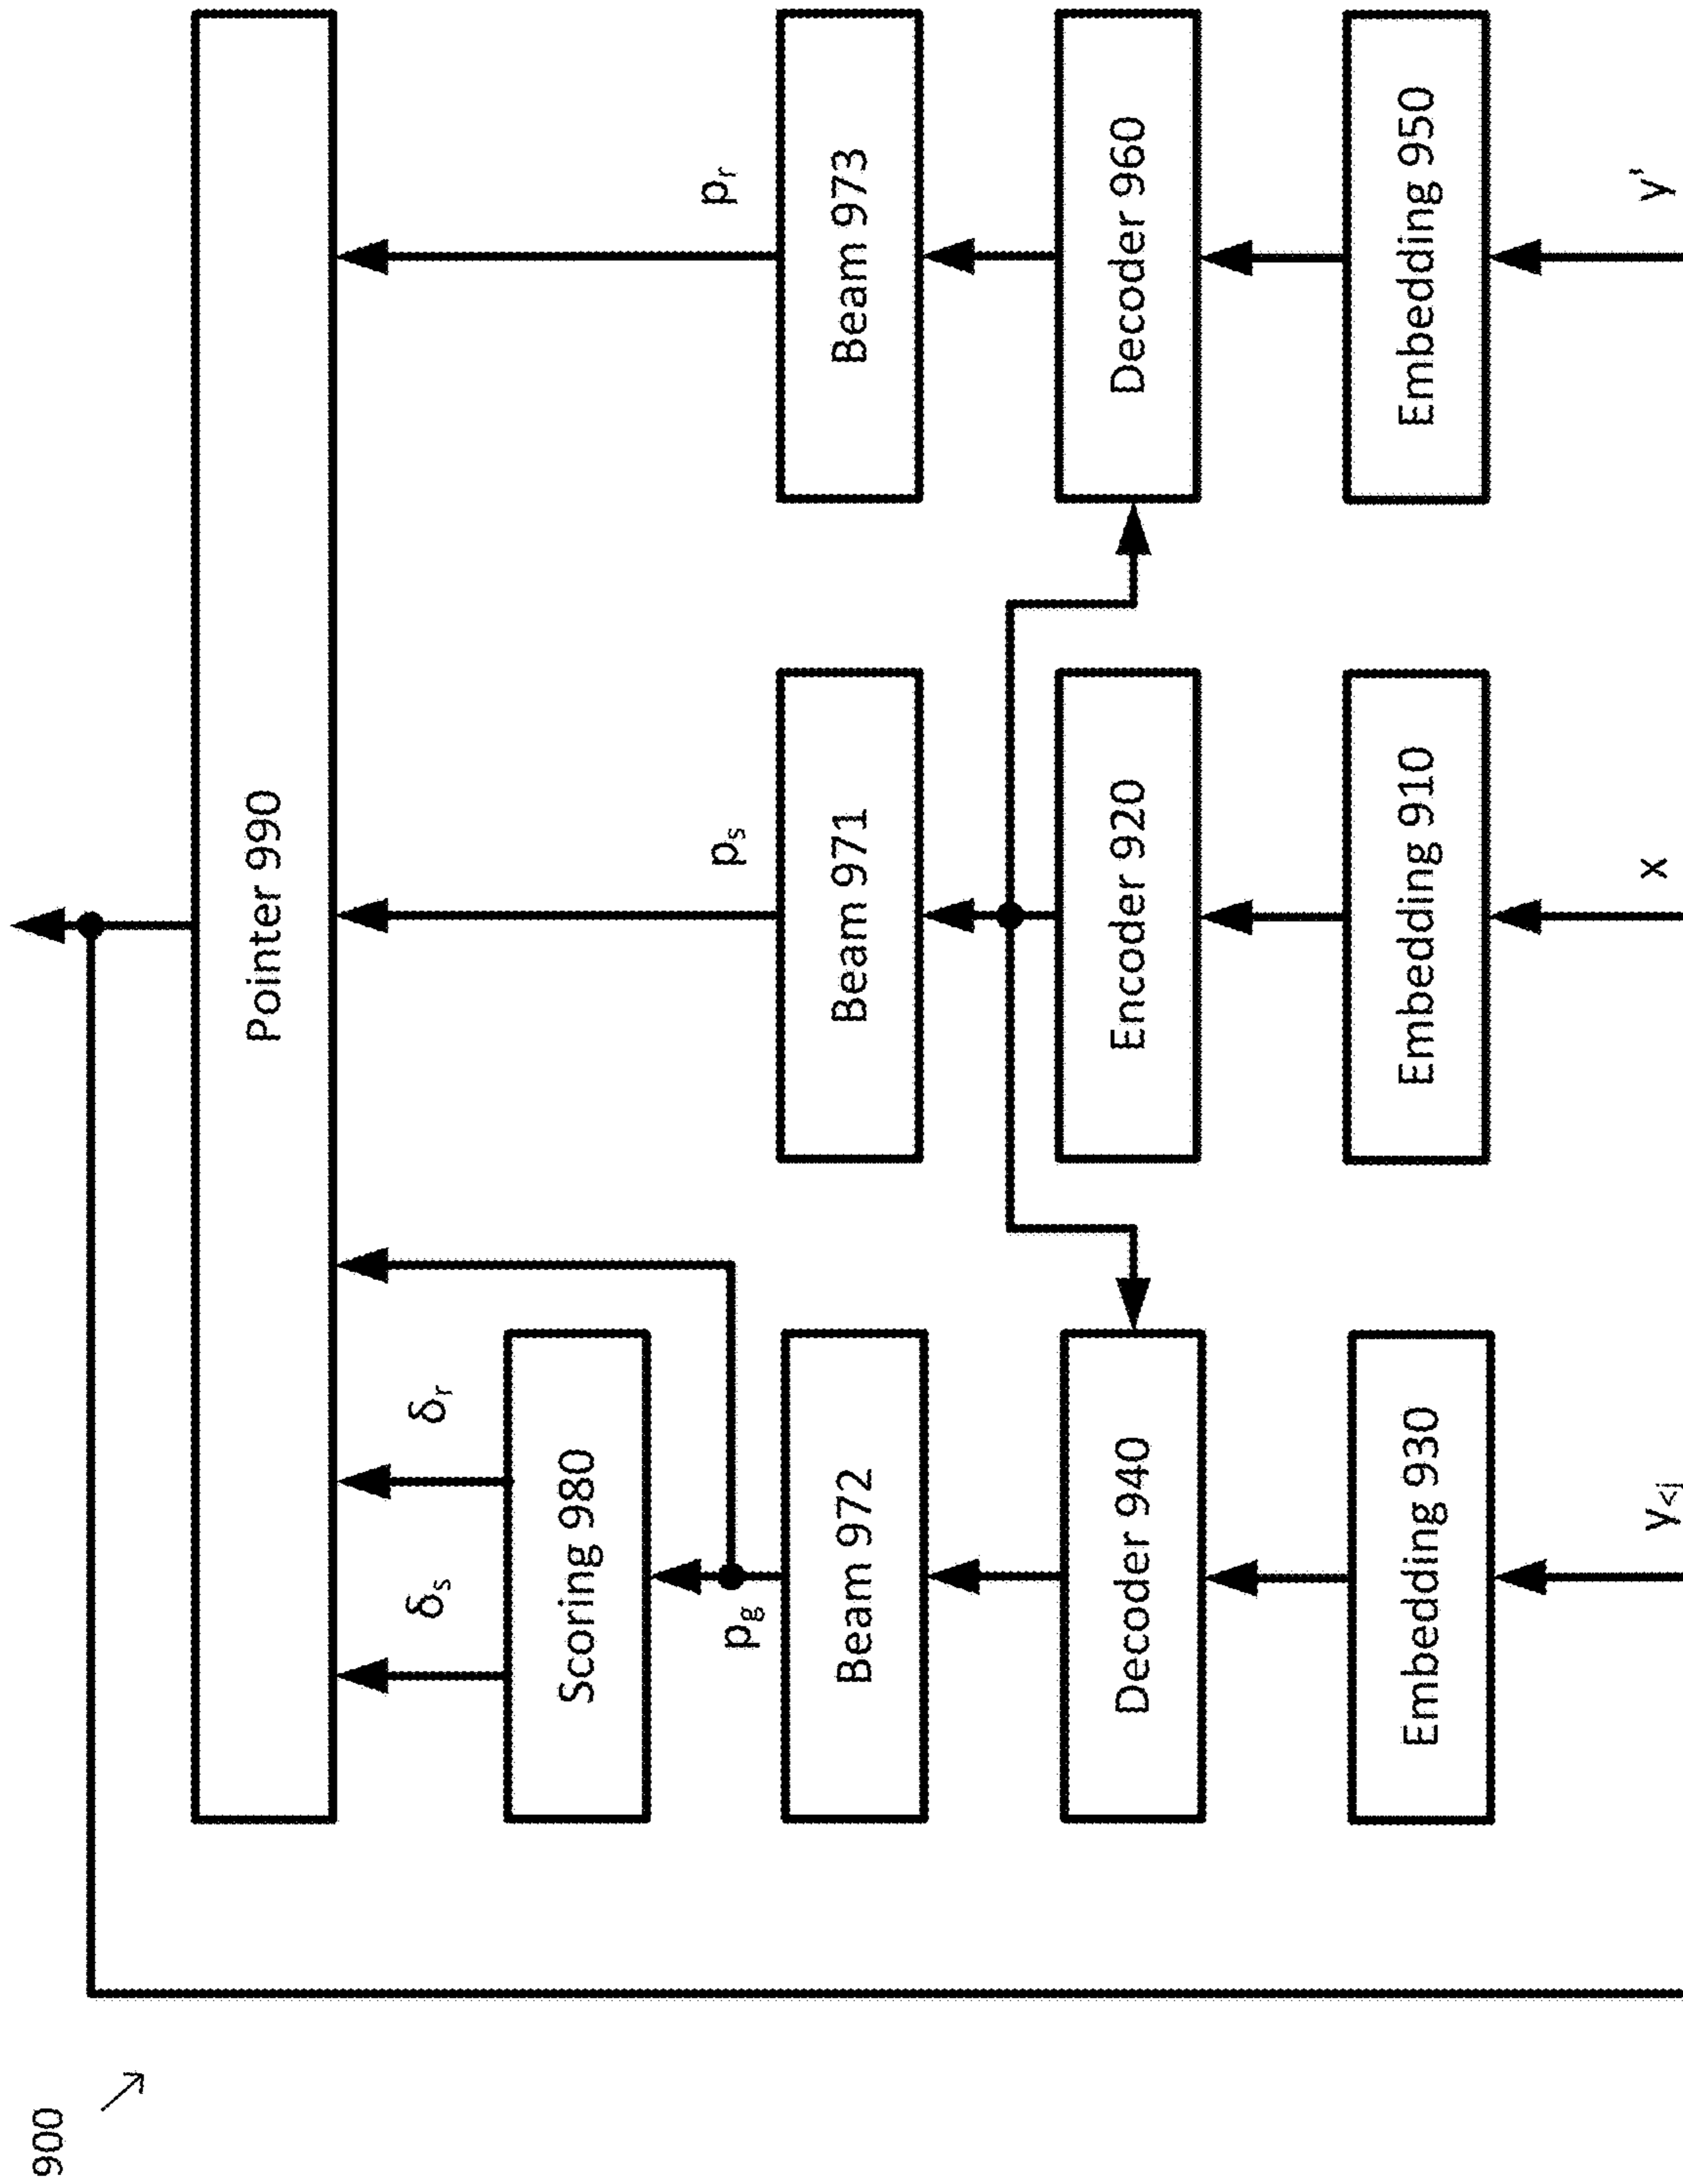 900
Pointer 990
δs
δr
Scoring 980
pg
ps
pr
Beam 972
Beam 971
Beam 973
Decoder 940
Encoder 920
Decoder 960
Embedding 930
Embedding 910
Embedding 950
y<j
x
y'